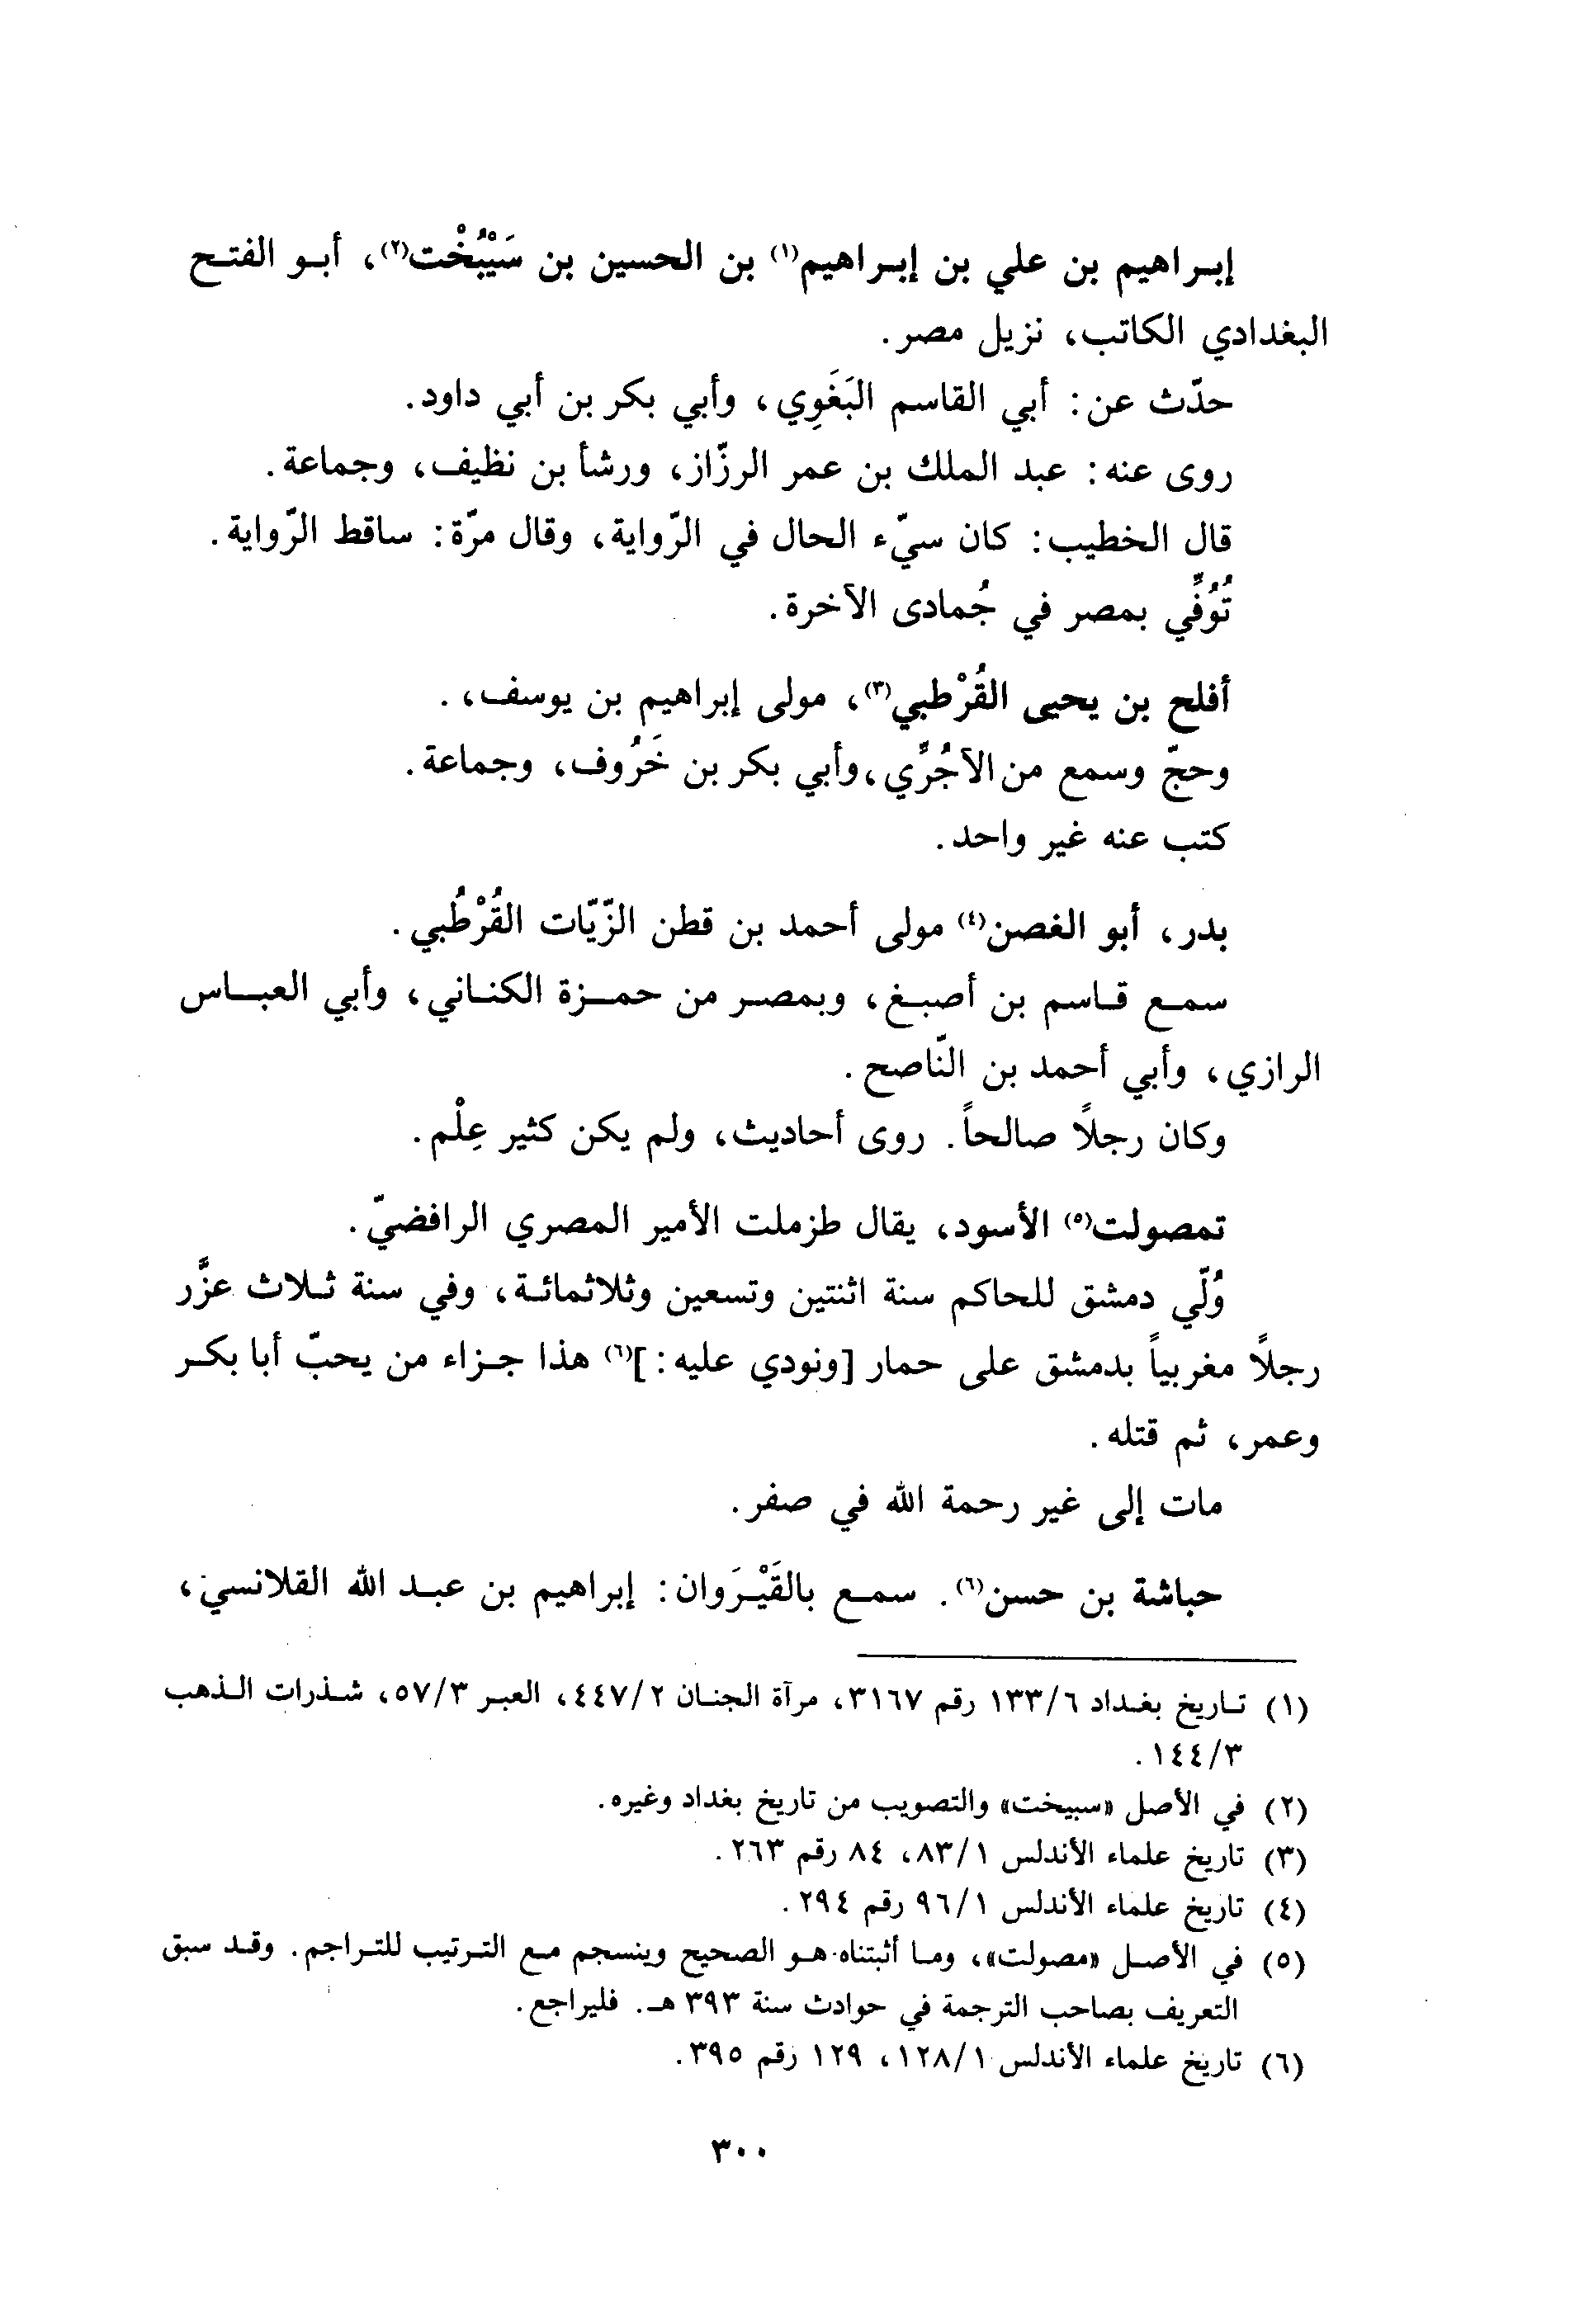 إبراهيم بن علي بن إبراهيم(١) بن الحسين بن سَيْبُخْت(٢)، أبو الفتح
البغدادي الكاتب، نزيل مصر.
حدّث عن: أبي القاسم البَغَوِي، وأبي بكر بن أبي داود.
روى عنه: عبد الملك بن عمر الرزّاز، ورشأ بن نظيف، وجماعة.
قال الخطيب: كان سيّء الحال في الرّواية، وقال مرّة: ساقط الرّواية.
تُوُفّي بمصر في جُمادى الآخرة.
أفلح بن يحيى القُرْطبي(٣)، مولى إبراهيم بن يوسف،.
وحجّ وسمع من الآجُرِّي، وأبي بكر بن خَرُوف، وجماعة.
كتب عنه غير واحد.
بدر، أبو الغصن(٤) مولى أحمد بن قطن الزّيّات القُرْطُبي.
سمع قاسم بن أصبغ، وبمصر من حمزة الكناني، وأبي العباس
الرازي، وأبي أحمد بن النّاصح.
وكان رجلاً صالحاً. روى أحاديث، ولم يكن كثير عِلْم.
تمصولت(٥) الأسود، يقال طزملت الأمير المصري الرافضيّ.
وُلّي دمشق للحاكم سنة اثنتين وتسعين وثلاثمائة، وفي سنة ثلاث عزَّر
رجلاً مغربياً بدمشق على حمار [ونودي عليه: ](٦) هذا جزاء من يحبّ أبا بكر
وعمر، ثم قتله.
مات إلى غير رحمة الله في صفر.
حباشة بن حسن(٦). سمع بالقَيْرَوان: إبراهيم بن عبد الله القلانسي،
(١) تاريخ بغداد ١٣٣/٦ رقم ٣١٦٧، مرآة الجنان ٤٤٧/٢، العبر ٥٧/٣، شذرات الذهب
١٤٤/٣.
(٢) في الأصل «سبيخت» والتصويب من تاريخ بغداد وغيره.
(٣) تاريخ علماء الأندلس ٨٣/١، ٨٤ رقم ٢٦٣.
(٤) تاريخ علماء الأندلس ٩٦/١ رقم ٢٩٤.
(٥) في الأصل «مصولت»، وما أثبتناه هو الصحيح وينسجم مع الترتيب للتراجم. وقد سبق
التعريف بصاحب الترجمة في حوادث سنة ٣٩٣ هـ. فليراجع.
(٦) تاريخ علماء الأندلس ١٢٨/١، ١٢٩ رقم ٣٩٥.
٣٠٠